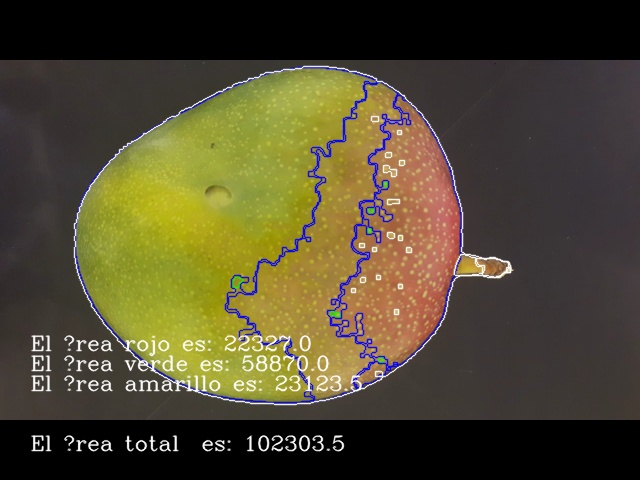 El ?rea rojo es: 22327.0
El ?rea verde es: 58870.0
El ?rea amarillo es: 23123.5
El ?rea total es: 102303.5